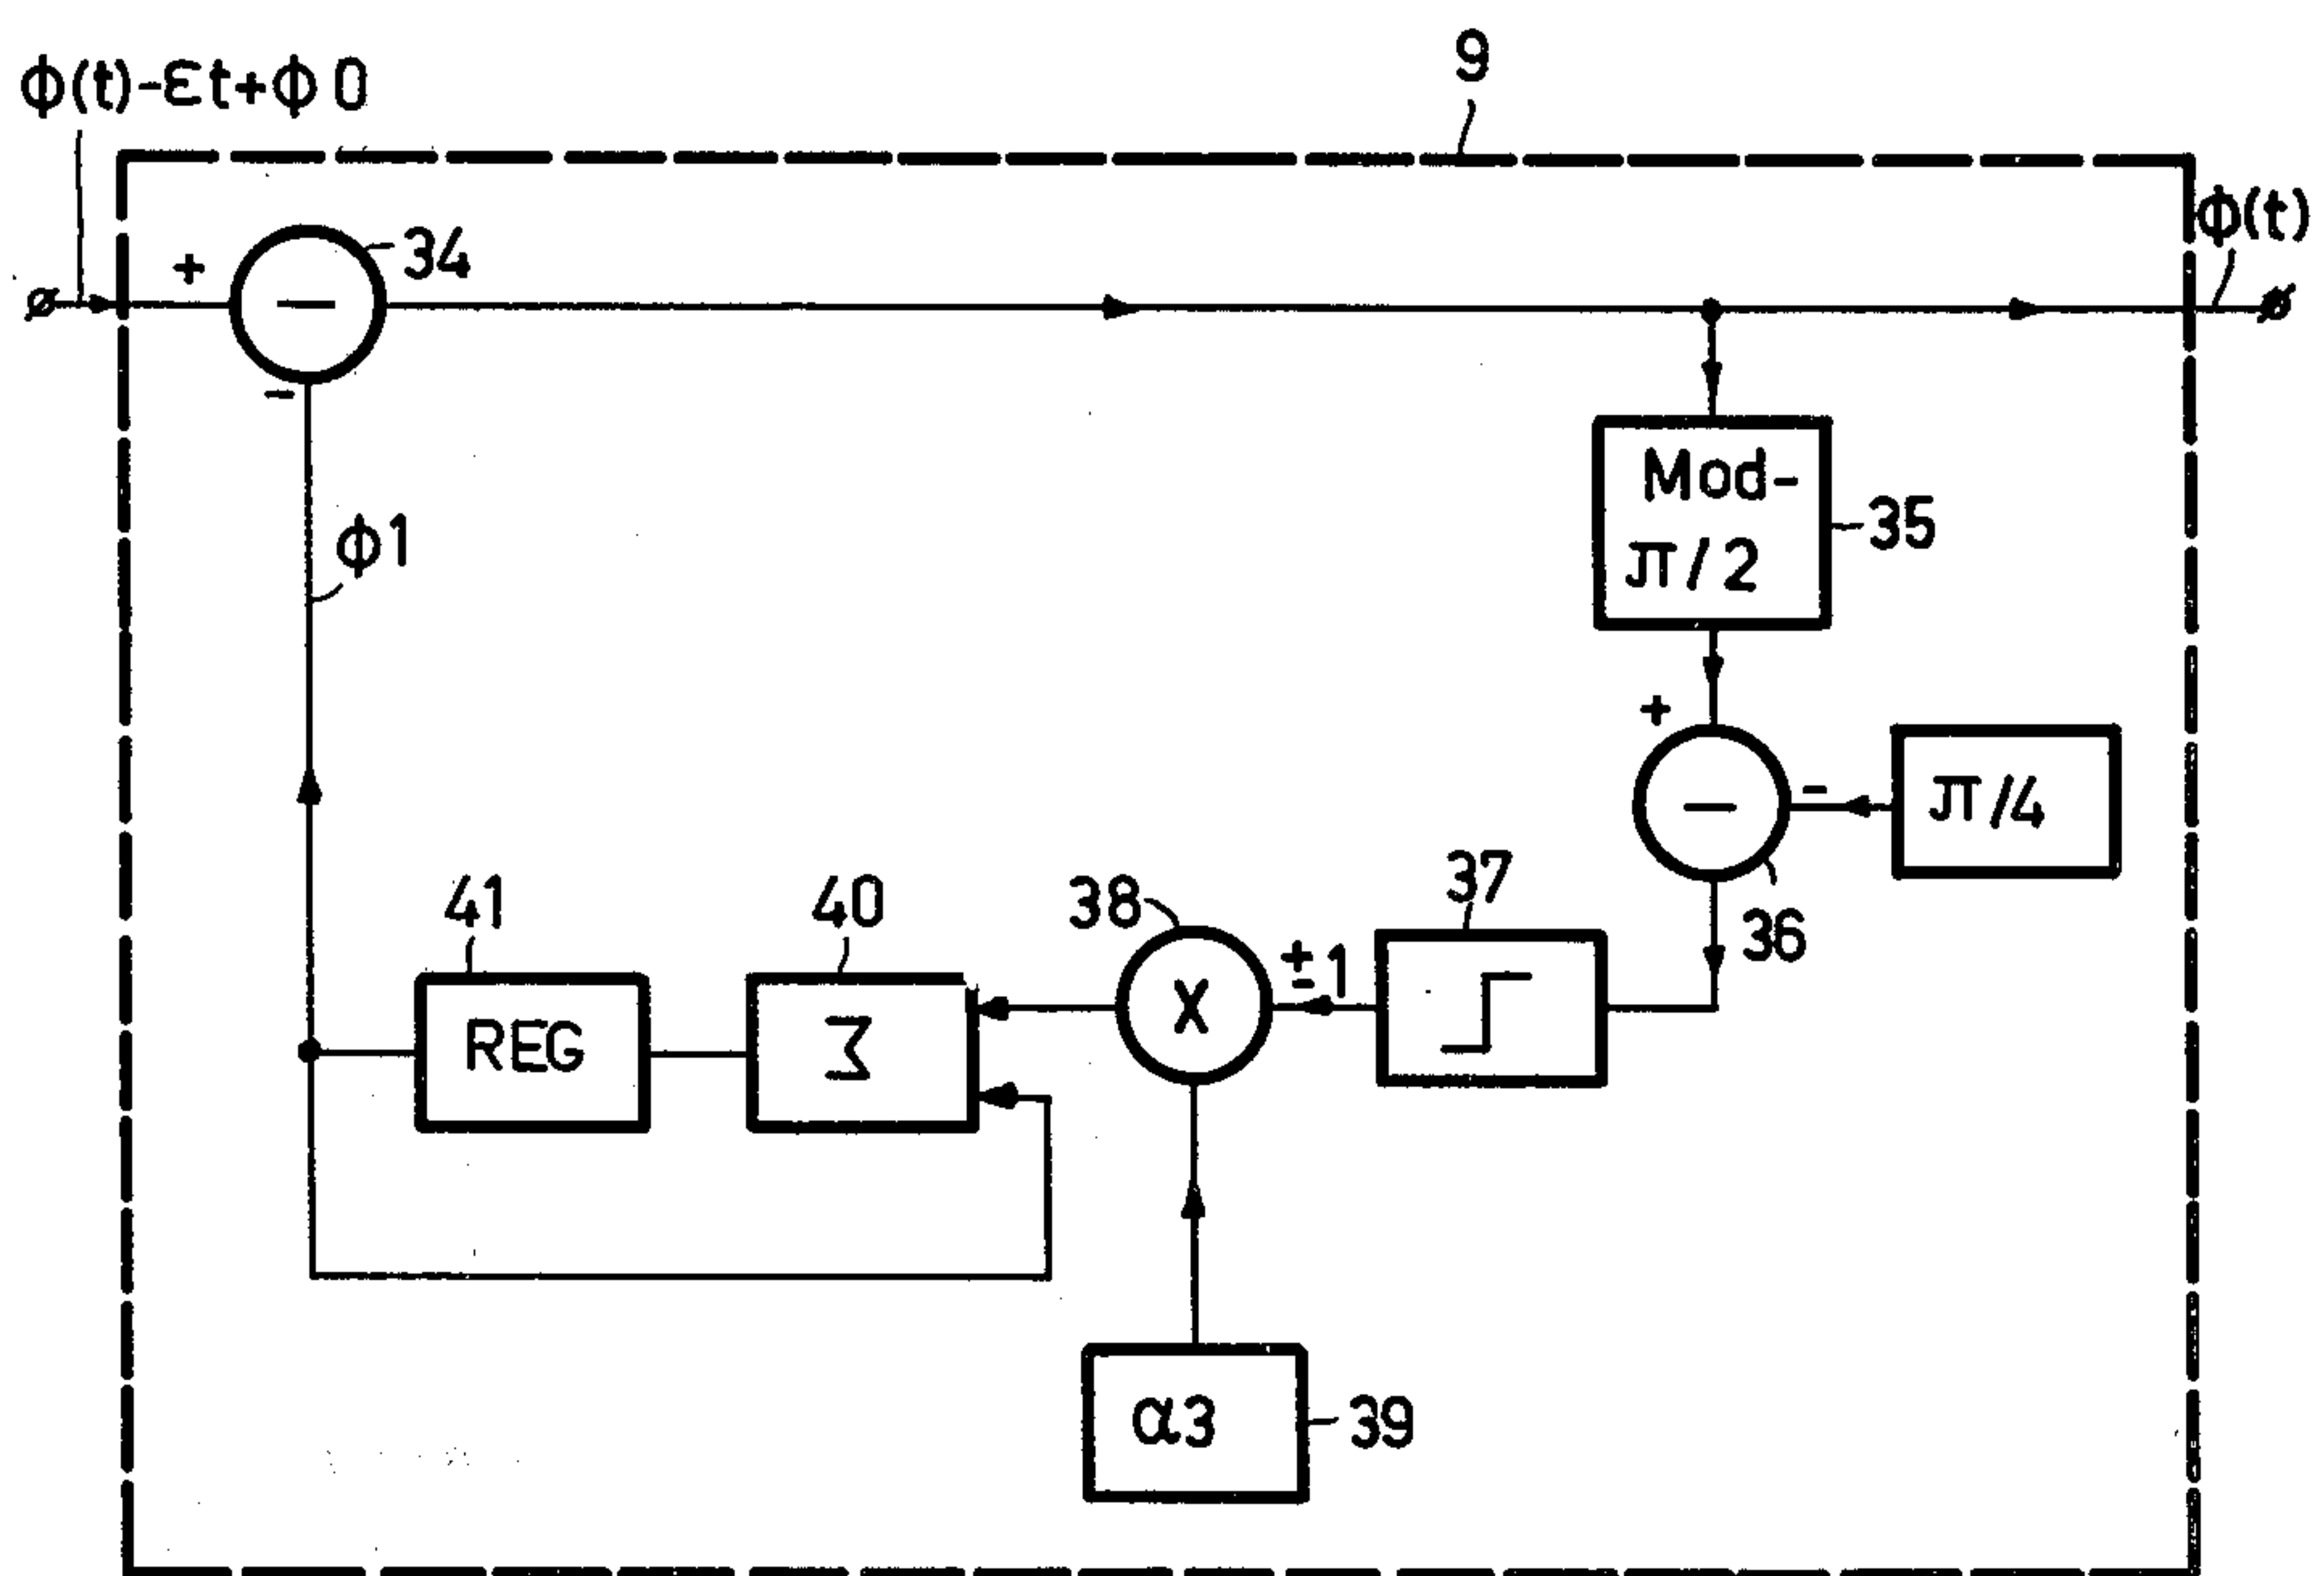 9
ϕ(t)-εt+ϕ0
ϕ(t)
+
34
—
-
Mod-
π/2
35
ϕ1
+
—
-
π/4
36
37
±1
38
X
40
Σ
41
REG
α3
39